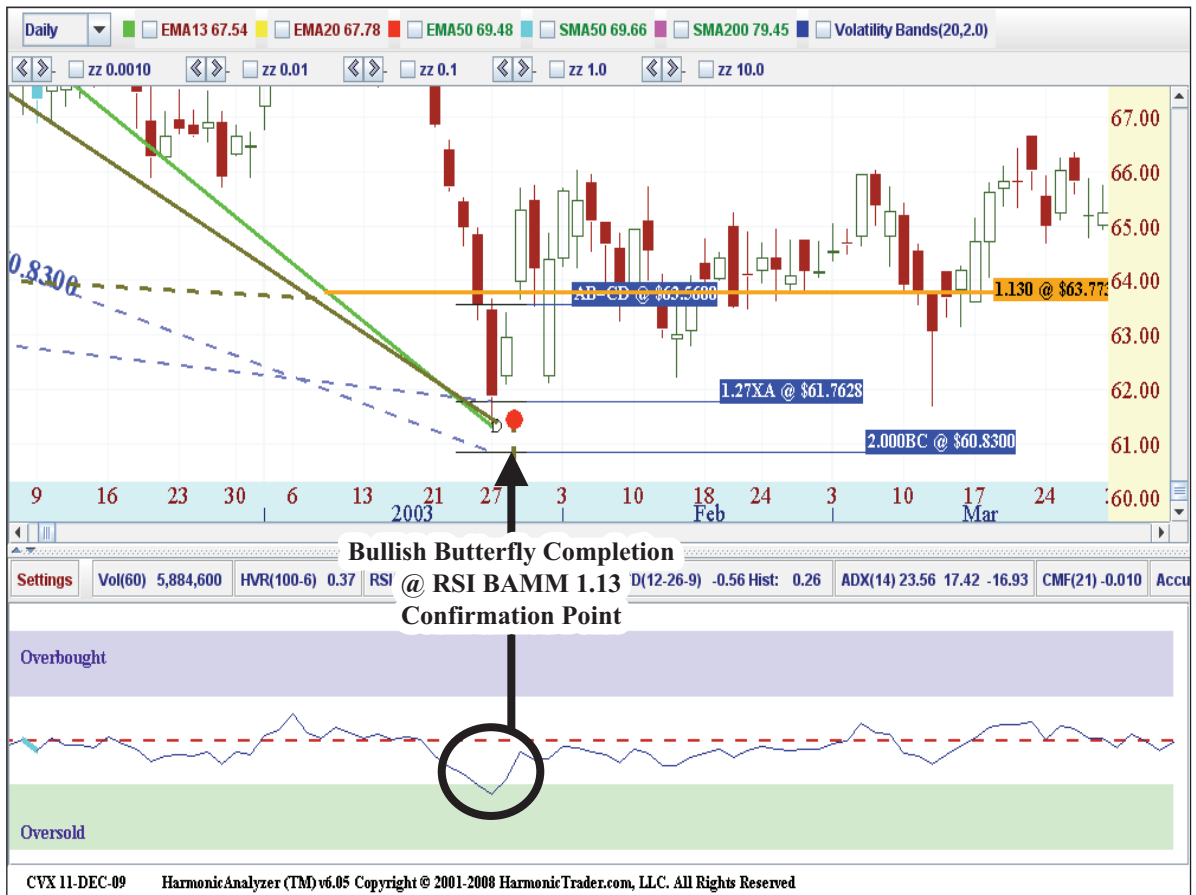 Daily EMA13 67.54 EMA20 67.78 EMA50 69.48 SMA50 69.66 SMA200 79.45 Volatility Bands(20,2.0)
zz 0.0010 zz 0.01 zz 0.1 zz 1.0 zz 10.0
67.00
66.00
65.00
0.8300
64.00
AB=CD @ $63.5688
1.130 @ $63.773
63.00
62.00
1.27XA @ $61.7628
D
61.00
2.000BC @ $60.8300
60.00
9 16 23 30 6 13 21 27 3 10 18 24 3 10 17 24
2003 Feb Mar
Bullish Butterfly Completion
@ RSI BAMM 1.13
Confirmation Point
Settings Vol(60) 5,884,600 HVR(100-6) 0.37 RSI D(12-26-9) -0.56 Hist: 0.26 ADX(14) 23.56 17.42 -16.93 CMF(21) -0.010 Accu
Overbought
Oversold
CVX 11-DEC-09 HarmonicAnalyzer (TM) v6.05 Copyright © 2001-2008 HarmonicTrader.com, LLC. All Rights Reserved